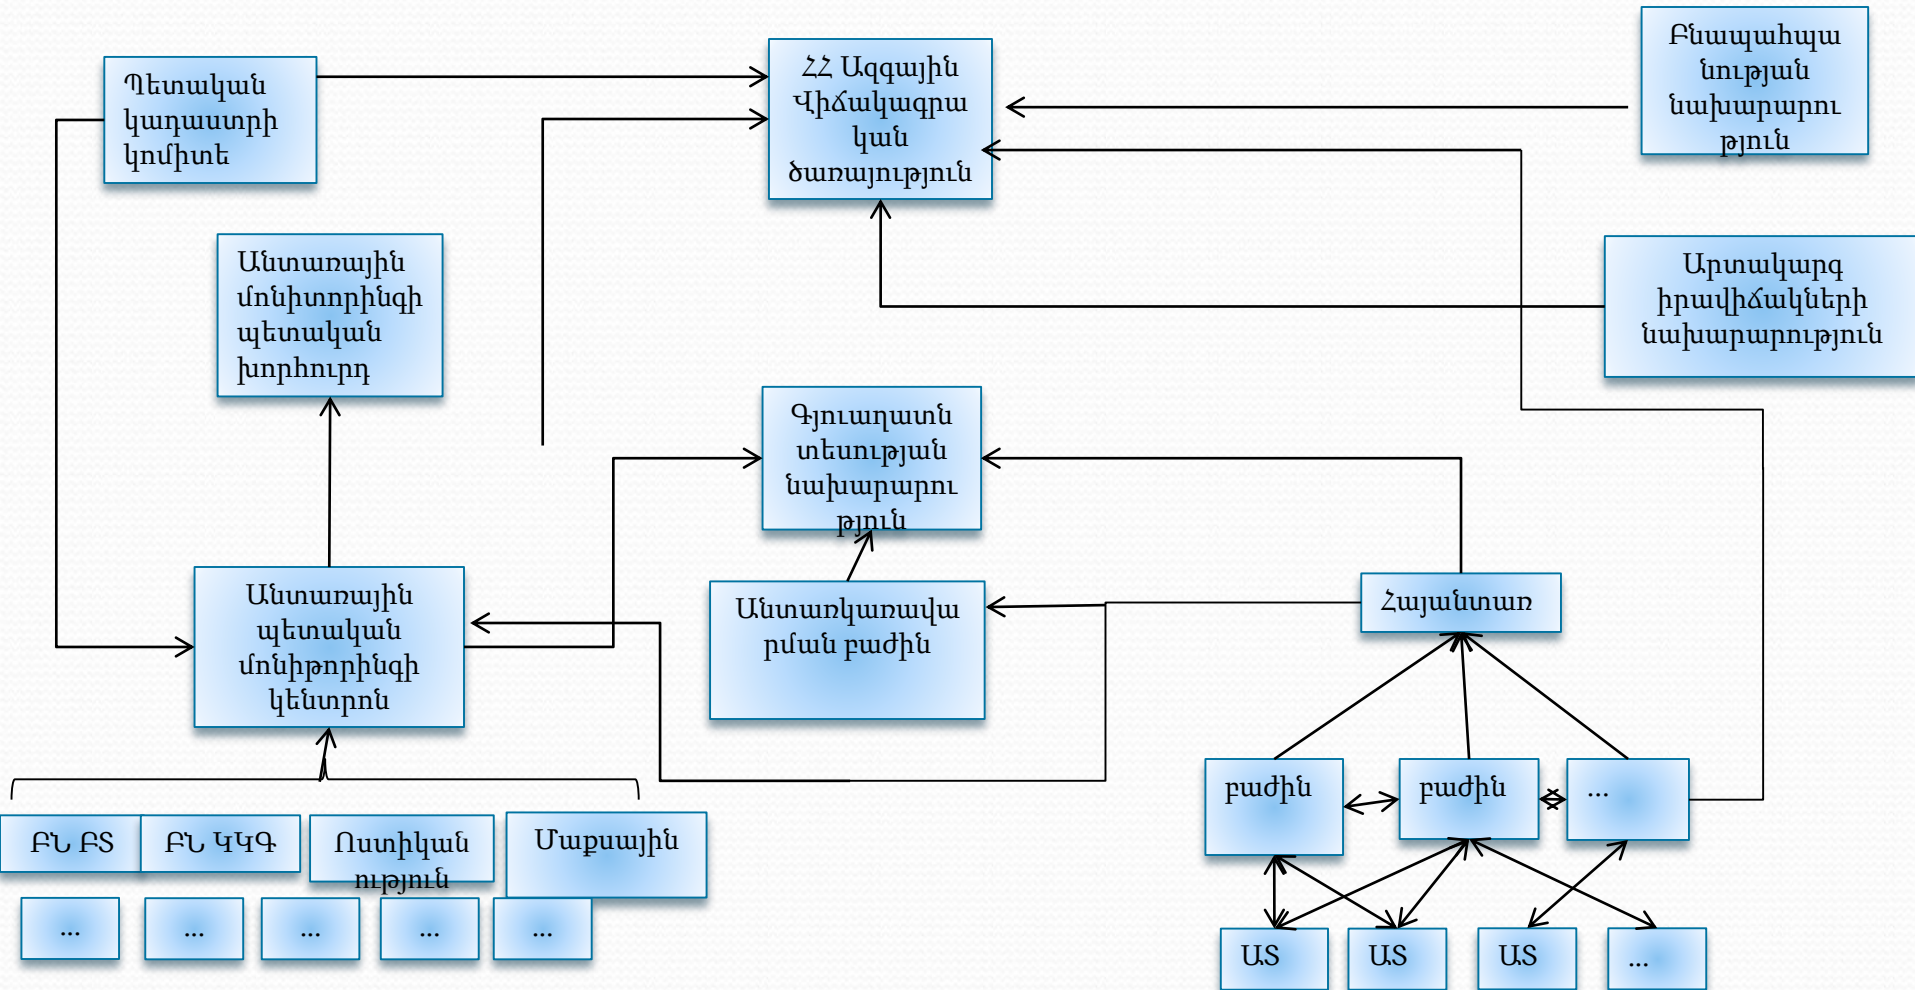 Պետական
կադաստրի
կոմիտե
ՀՀ Ազգային
Վիճակագրա
կան
ծառայություն
Բնապահպա
նության
նախարարու
թյուն
Անտառային
մոնիտորինգի
պետական
խորհուրդ
Արտակարգ
իրավիճակների
նախարարություն
Գյուաղատն
տեսության
նախարարու
թյուն
Անտառային
պետական
մոնիթորինգի
կենտրոն
Անտառկառավա
րման բաժին
Հայանտառ
բաժին
բաժին
...
ԲՆ ԲՏ
ԲՆ ԿԿԳ
Ոստիկան
ություն
Մաքսային
...
...
...
...
...
ԱՏ
ԱՏ
ԱՏ
...